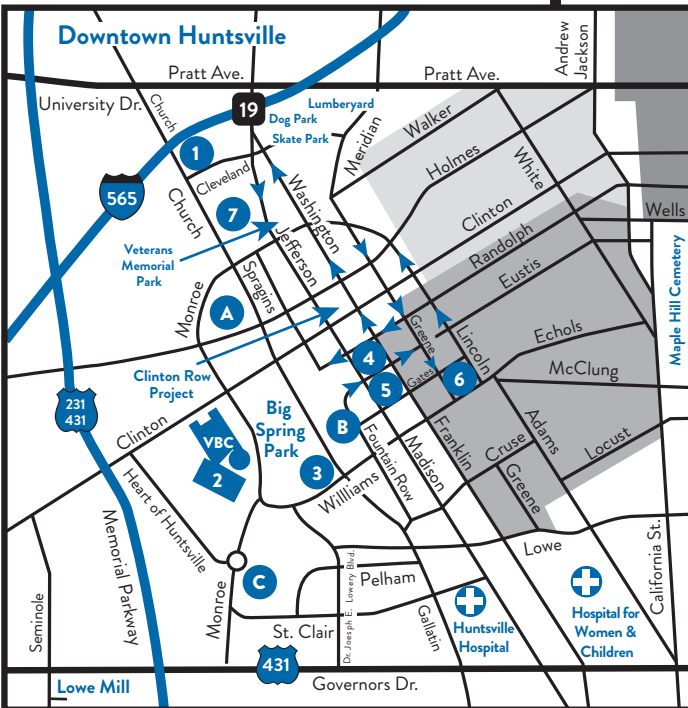 Downtown Huntsville
Andrew
Jackson
Pratt Ave.
Pratt Ave.
University Dr.
Church
19
Lumberyard
Dog Park
Skate Park
Meridian
Walker
Holmes
White
1
Cleveland
565
Church
7
Washington
Jefferson
Clinton
Randolph
Wells
Veterans
Memorial
Park
Spragins
Eustis
Monroe
A
Maple Hill Cemetery
Greene
Lincoln
Echols
Clinton Row
Project
4
McClung
Gates
5
6
231
431
Clinton
Big
Spring
Park
B
VBC
2
3
Fountain Row
Madison
Franklin
Cruse
Adams
Locust
Greene
Willliams
Heart of Huntsville
Memorial Parkway
Lowe
California St.
Dr. Joesph E. Lowery Blvd.
C
Pelham
Monroe
Seminole
St. Clair
Gallatin
Huntsville
Hospital
Hospital for
Women &
Children
431
Lowe Mill
Governors Dr.